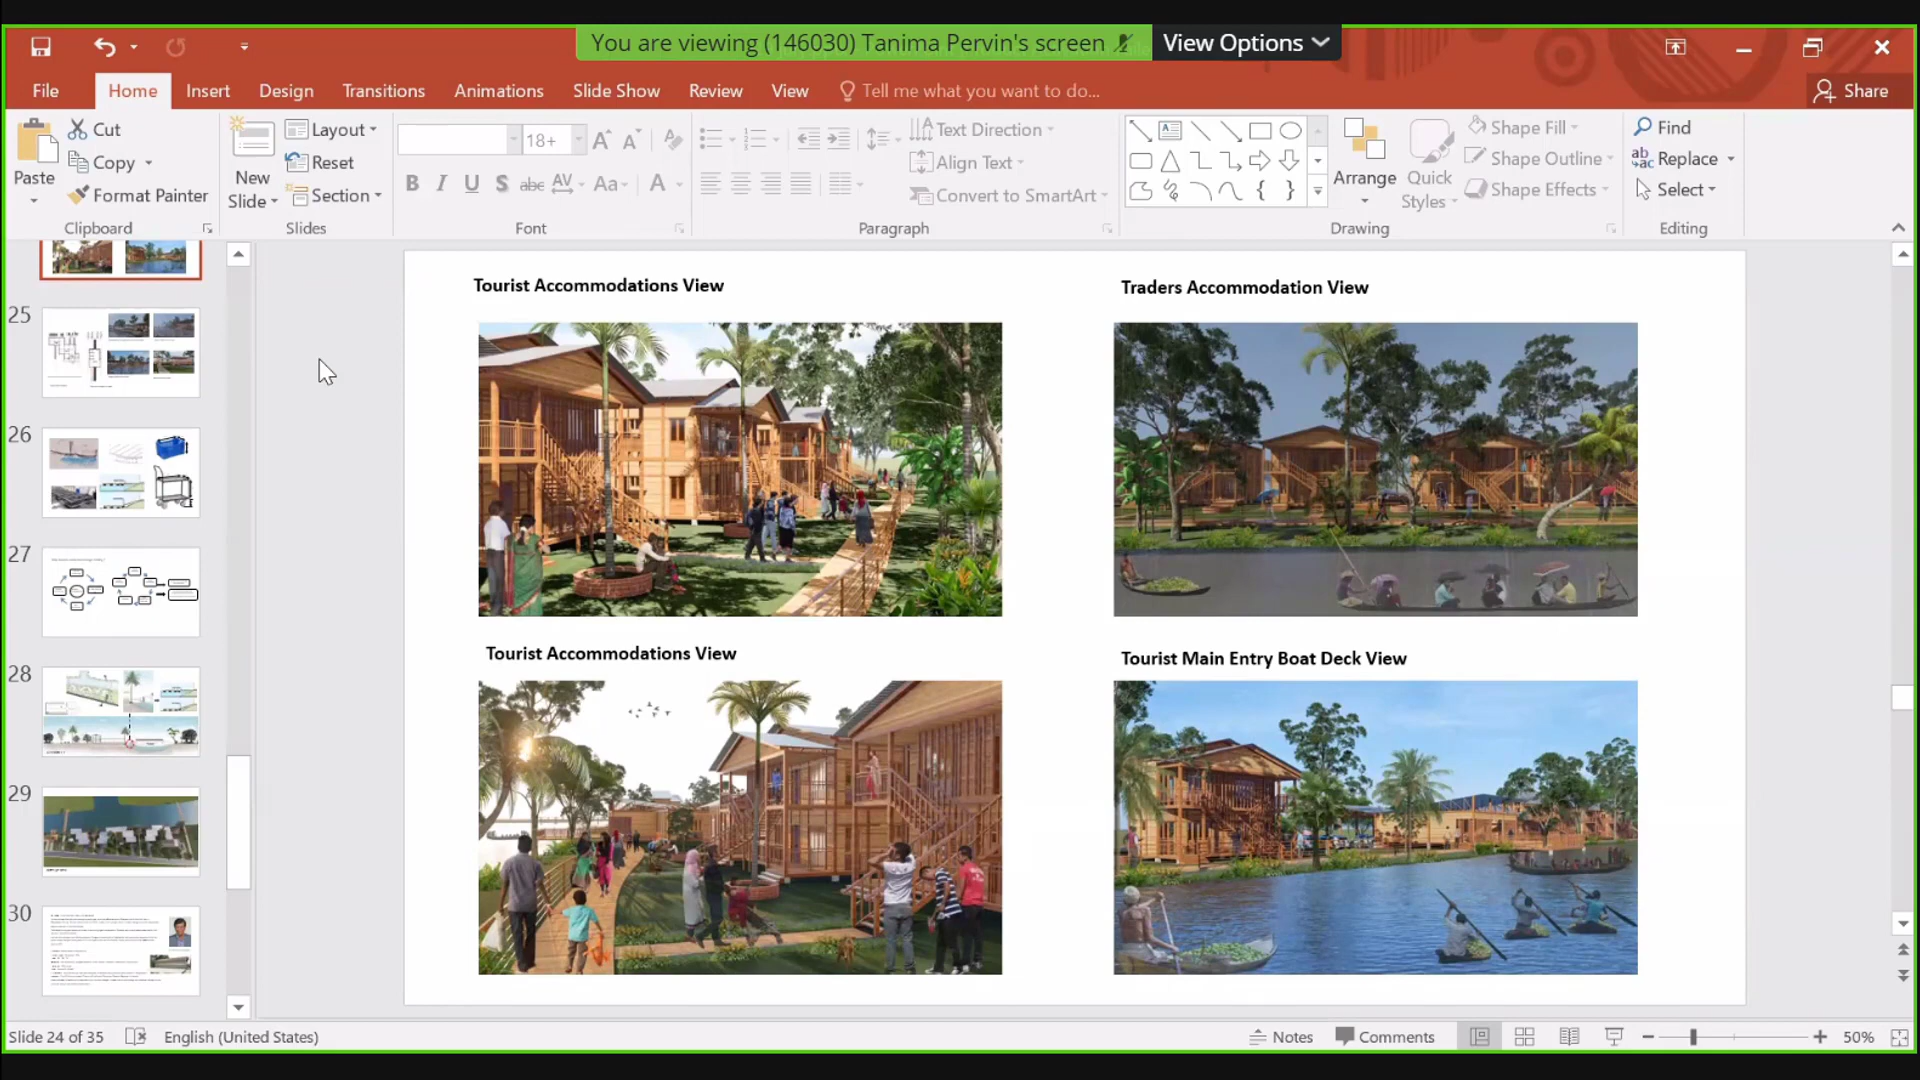 You are viewing (146030) Tanima Pervin's screen
View Options
File
Home
Insert
Design
Transitions
Animations
Slide Show
Review
View
Tell me what you want to do...
Share
Paste
Cut
Copy
Format Painter
Clipboard
New
Slide
Layout
Reset
Section
Slides
18+
Font
Text Direction
Align Text
Convert to SmartArt
Paragraph
Arrange
Quick
Styles
Shape Fill
Shape Outline
Shape Effects
Drawing
Find
Replace
Select
Editing
25
26
27
28
29
30
Tourist Accommodations View
Traders Accommodation View
Tourist Accommodations View
Tourist Main Entry Boat Deck View
Slide 24 of 35
English (United States)
Notes
Comments
50%